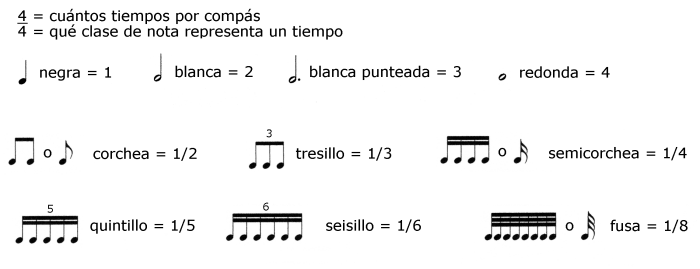 4 = cuántos tiempos por compás
4 = qué clase de nota representa un tiempo
negra = 1 blanca = 2 blanca punteada = 3 redonda = 4
o corchea = 1/2 3 tresillo = 1/3 o semicorchea = 1/4
5 quintillo = 1/5 6 seisillo = 1/6 o fusa = 1/8